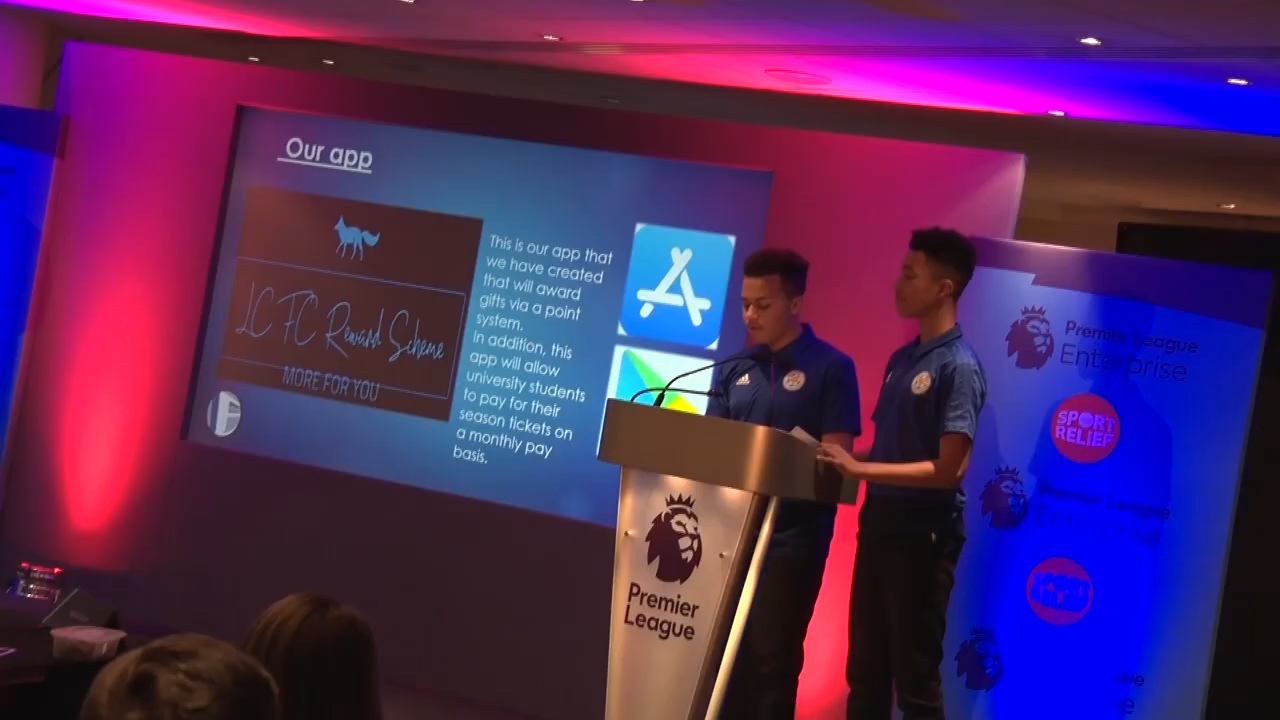 Our app
LC FC Reward Scheme
MORE FOR YOU
This is our app that
we have created
that will award
gifts via a point
system.
In addition, this
app will allow
university students
to pay for their
season tickets on
a monthly pay
basis.
Premier
League
Premier League
Enterprise
SPORT
RELIEF
Premier League